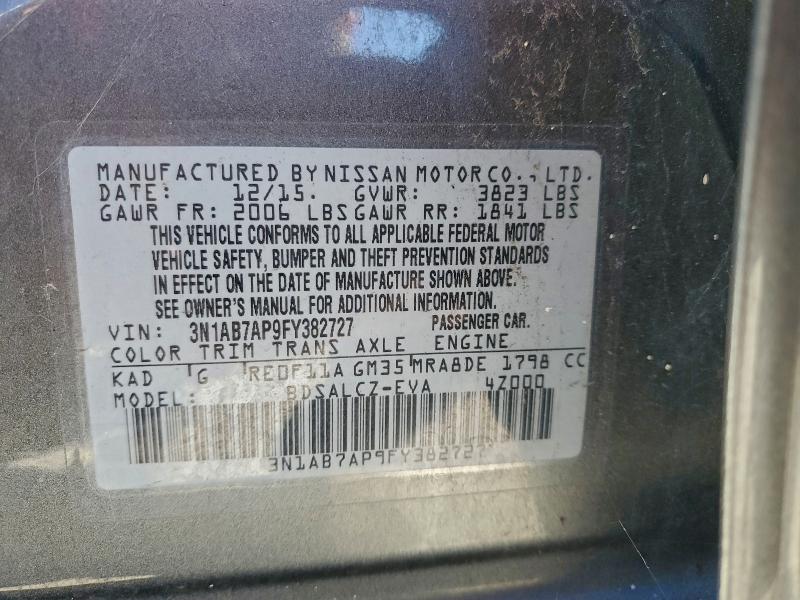 MANUFACTURED BY NISSAN MOTOR CO., LTD.
DATE: 12/15. GVWR: 3823 LBS
GAWR FR: 2006 LBS GAWR RR: 1841 LBS
THIS VEHICLE CONFORMS TO ALL APPLICABLE FEDERAL MOTOR
VEHICLE SAFETY, BUMPER AND THEFT PREVENTION STANDARDS
IN EFFECT ON THE DATE OF MANUFACTURE SHOWN ABOVE.
SEE OWNER'S MANUAL FOR ADDITIONAL INFORMATION.
VIN: 3N1AB7AP9FY382727 PASSENGER CAR.
COLOR TRIM TRANS AXLE ENGINE
KAD G RE0F11A GM35 MRA8DE 1798 CC
MODEL: BDSALCZ-EVA 4Z000
3N1AB7AP9FY382727